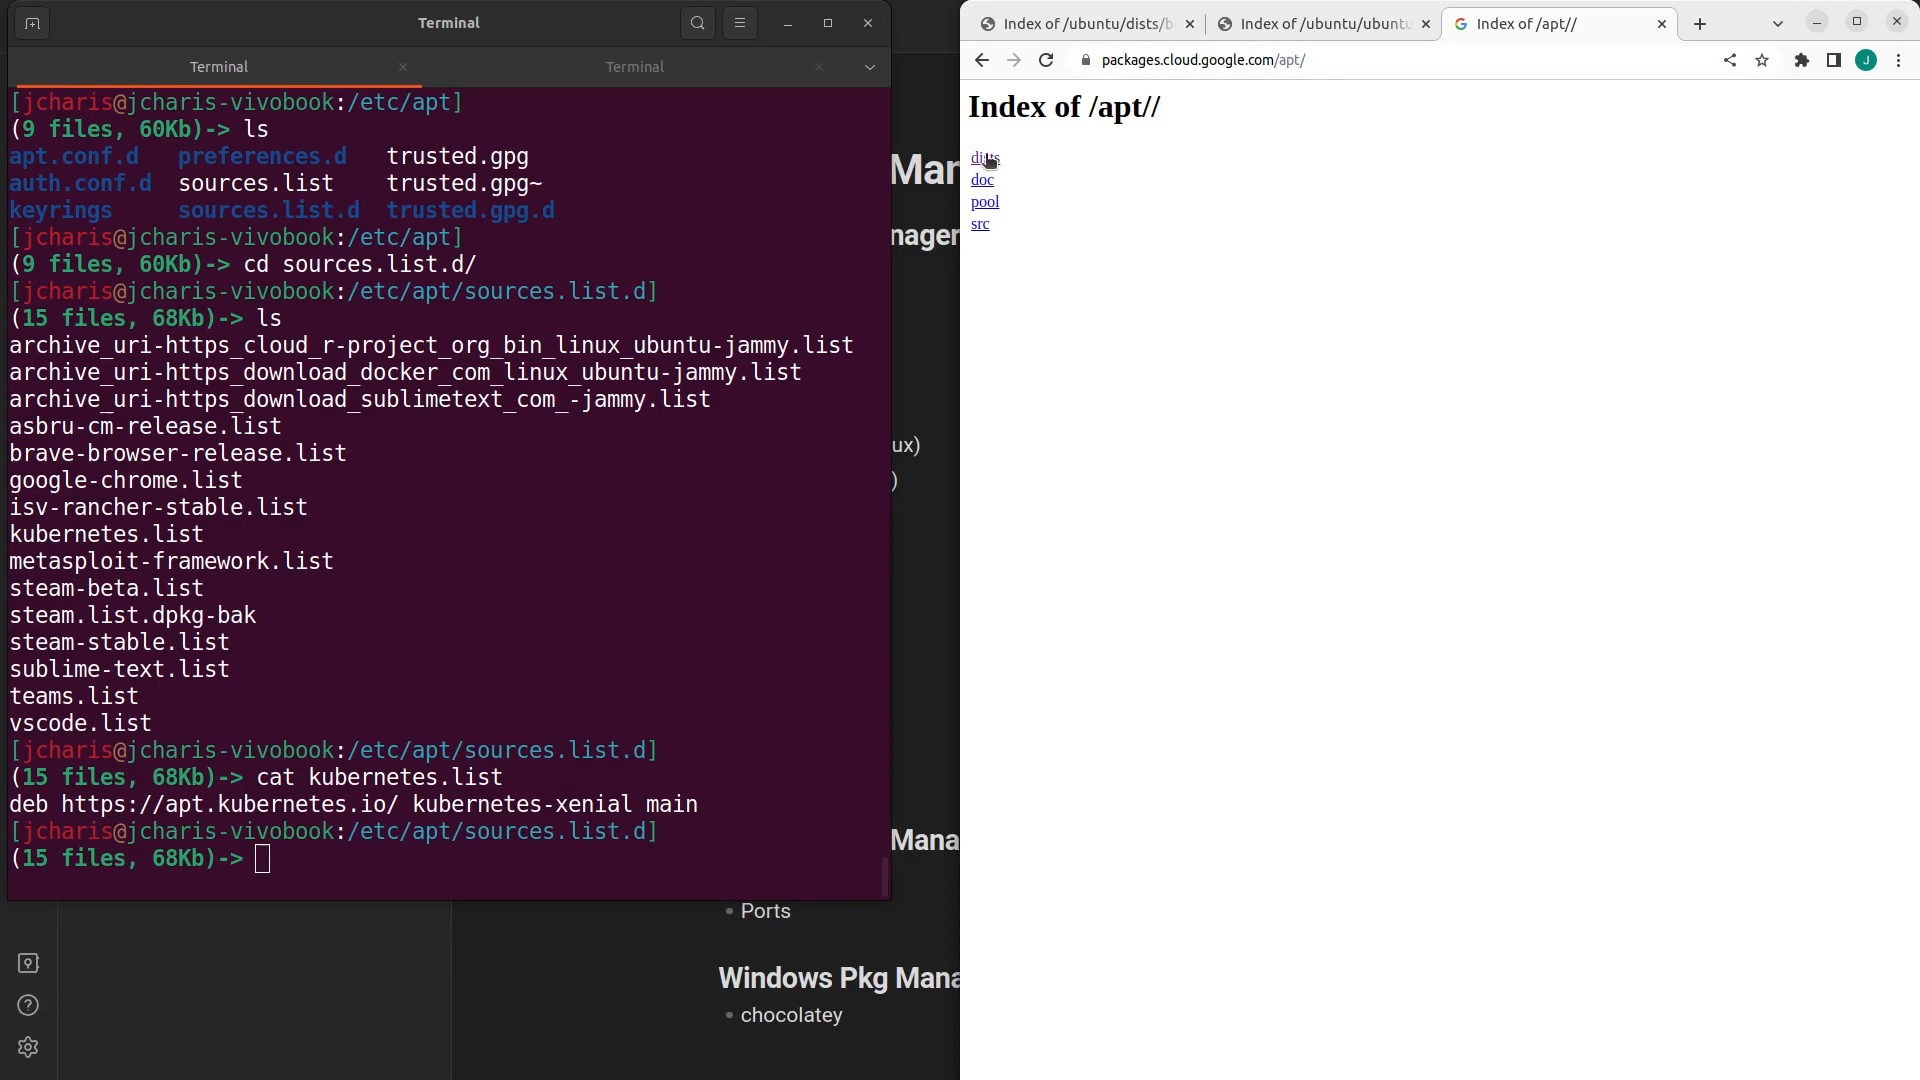 Terminal
Terminal
Terminal
[jcharis@jcharis-vivobook:/etc/apt]
(9 files, 60Kb)-> ls
apt.conf.d preferences.d trusted.gpg
auth.conf.d sources.list trusted.gpg~
keyrings sources.list.d trusted.gpg.d
[jcharis@jcharis-vivobook:/etc/apt]
(9 files, 60Kb)-> cd sources.list.d/
[jcharis@jcharis-vivobook:/etc/apt/sources.list.d]
(15 files, 68Kb)-> ls
archive_uri-https_cloud_r-project_org_bin_linux_ubuntu-jammy.list
archive_uri-https_download_docker_com_linux_ubuntu-jammy.list
archive_uri-https_download_sublimetext_com_-jammy.list
asbru-cm-release.list
brave-browser-release.list
google-chrome.list
isv-rancher-stable.list
kubernetes.list
metasploit-framework.list
steam-beta.list
steam.list.dpkg-bak
steam-stable.list
sublime-text.list
teams.list
vscode.list
[jcharis@jcharis-vivobook:/etc/apt/sources.list.d]
(15 files, 68Kb)-> cat kubernetes.list
deb https://apt.kubernetes.io/ kubernetes-xenial main
[jcharis@jcharis-vivobook:/etc/apt/sources.list.d]
(15 files, 68Kb)->
Man
nager
ux)
)
Mana
Ports
Windows Pkg Mana
chocolatey
Index of /ubuntu/dists/b
Index of /ubuntu/ubuntu
Index of /apt//
packages.cloud.google.com/apt/
J
Index of /apt//
dists
doc
pool
src